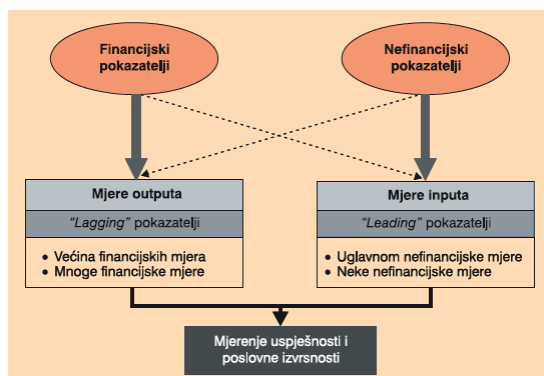 Financijski
pokazatelji
Nefinancijski
pokazatelji
Mjere outputa
"Lagging" pokazatelji
• Većina financijskih mjera
• Mnoge financijske mjere
Mjere inputa
"Leading" pokazatelji
• Uglavnom nefinancijske mjere
• Neke nefinancijske mjere
Mjerenje uspješnosti i
poslovne izvrsnosti